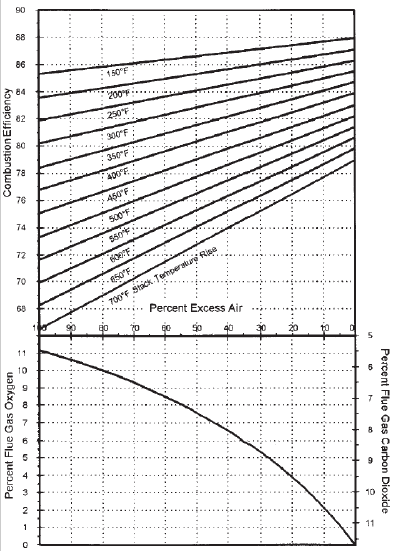 90
88
86
84
82
80
78
76
74
72
70
68
Combustion Efficiency
150°F
200°F
250°F
300°F
350°F
400°F
450°F
500°F
550°F
600°F
650°F
700°F Stack Temperature Rise
Percent Excess Air
100 90 80 70 60 50 40 30 20 10 0
11
10
9
8
7
6
5
4
3
2
1
0
Percent Flue Gas Oxygen
5
6
7
8
9
10
11
Percent Flue Gas Carbon Dioxide